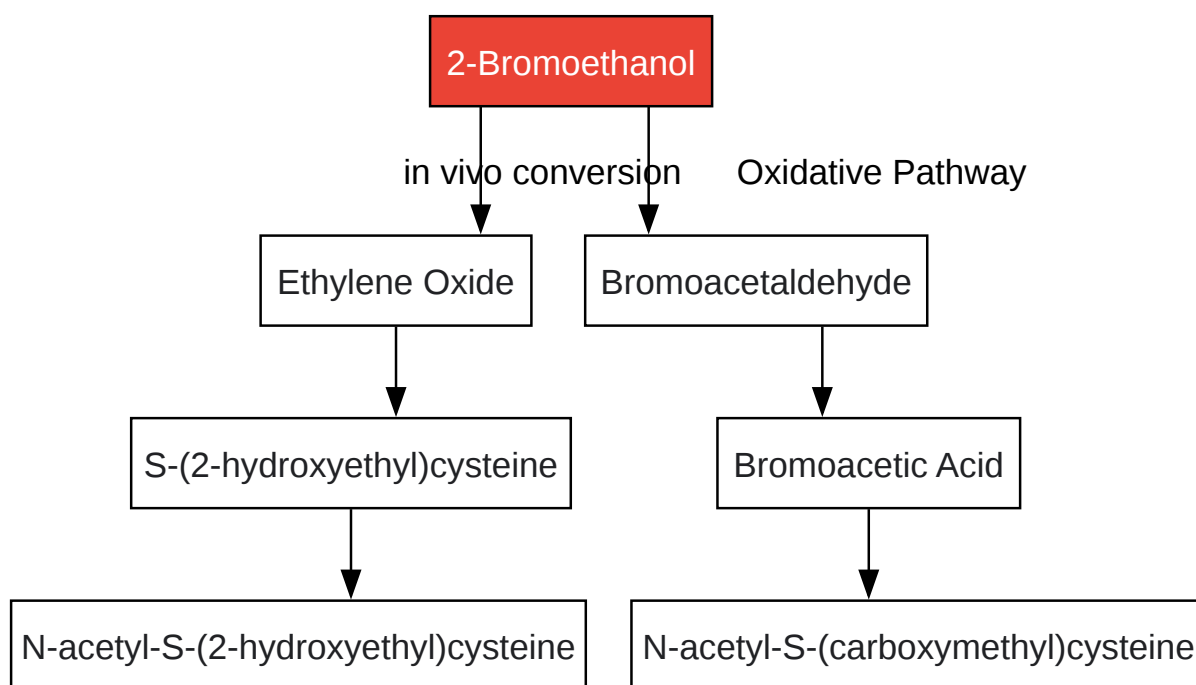 2-Bromoethanol
in vivo conversion
Oxidative Pathway
Ethylene Oxide
Bromoacetaldehyde
S-(2-hydroxyethyl)cysteine
Bromoacetic Acid
N-acetyl-S-(2-hydroxyethyl)cysteine
N-acetyl-S-(carboxymethyl)cysteine